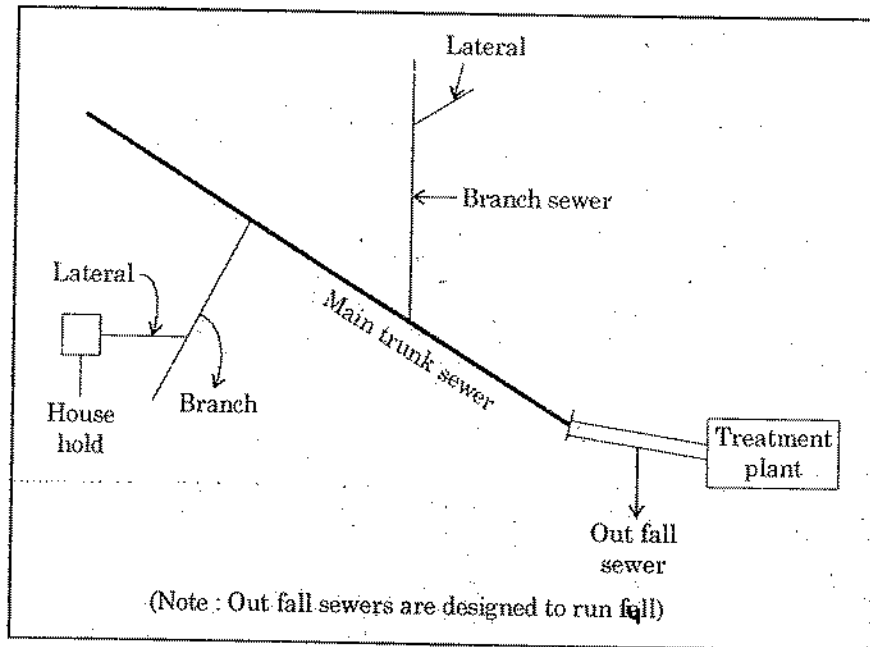 Lateral
Branch sewer
Lateral
Main trunk sewer
Branch
House
hold
Treatment
plant
Out fall
sewer
(Note : Out fall sewers are designed to run full)